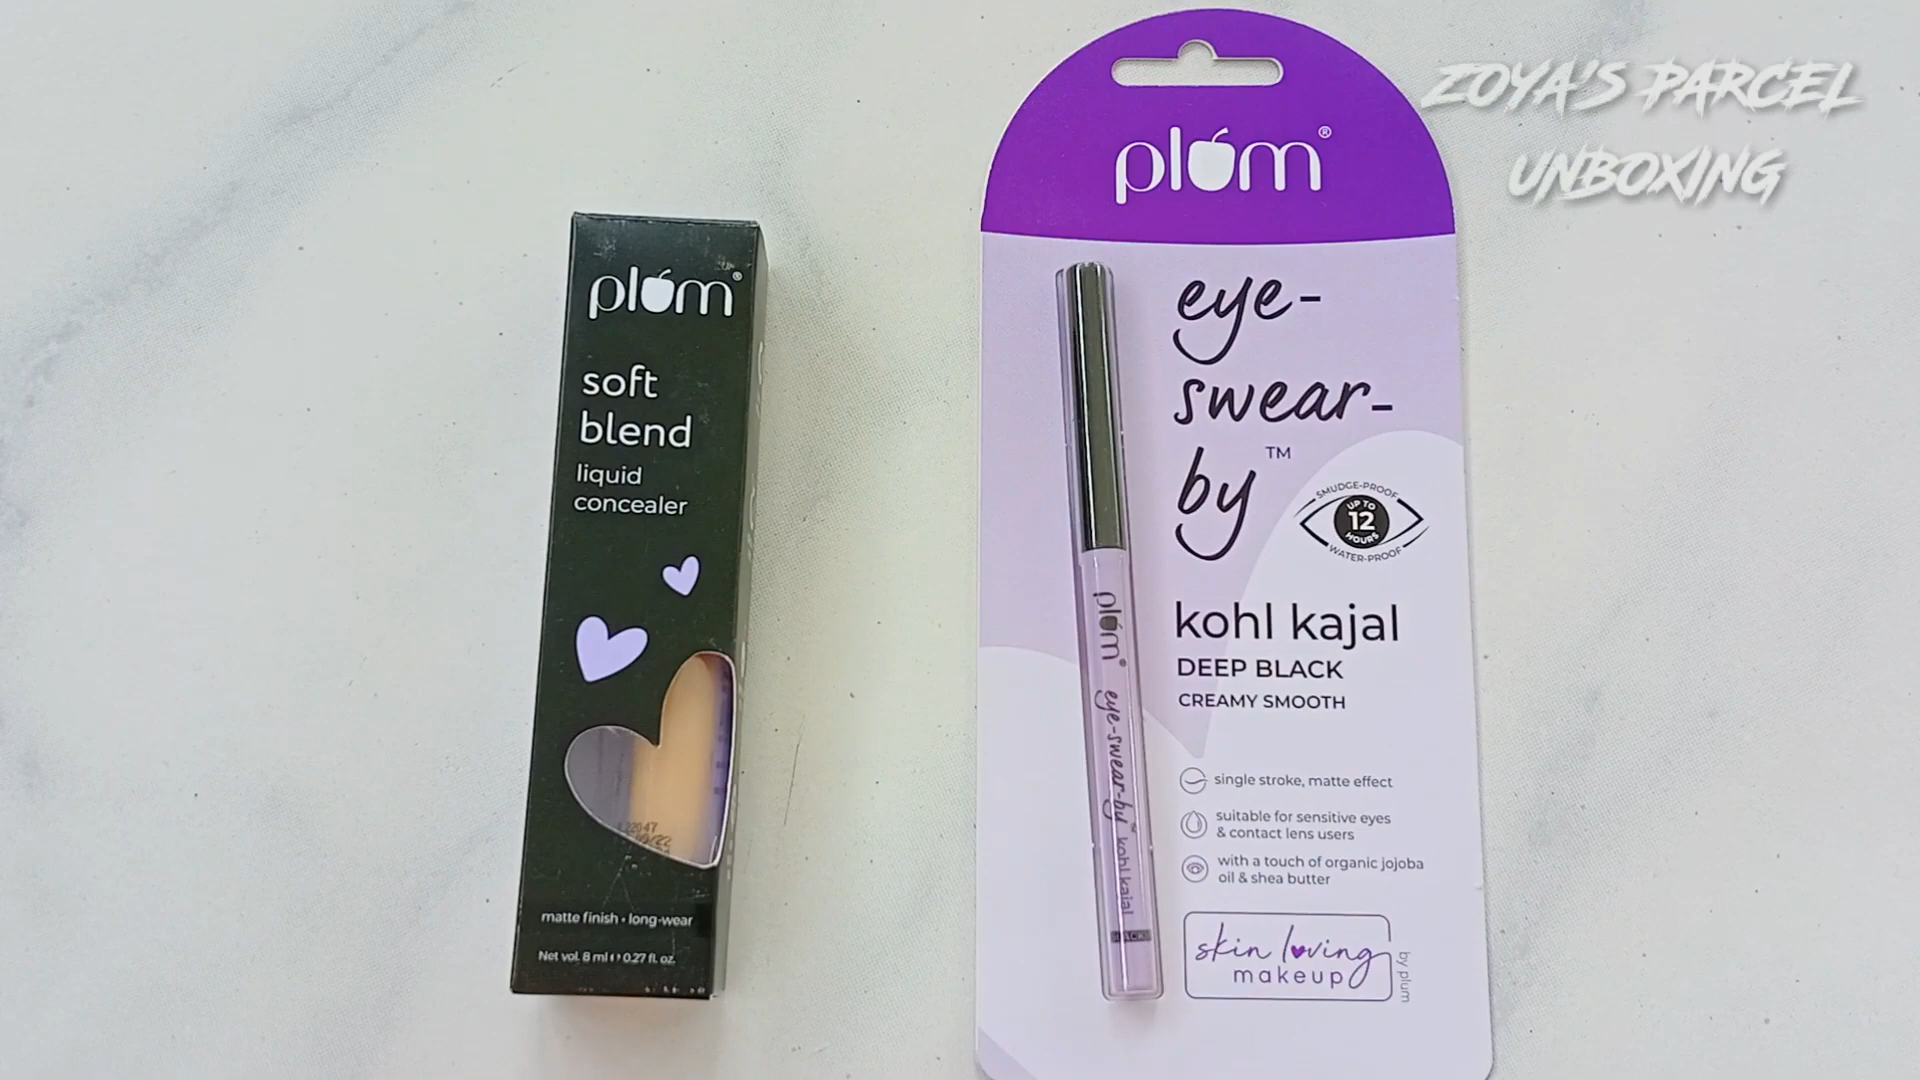 ZOYA'S PARCEL
UNBOXING
plum®
soft
blend
liquid
concealer
matte finish • long-wear
Net vol. 8 ml 0.27 fl. oz.
plum®
eye-
swear-
by™
SMUDGE-PROOF
UP TO
12
HOURS
WATER-PROOF
kohl kajal
DEEP BLACK
CREAMY SMOOTH
single stroke, matte effect
suitable for sensitive eyes
& contact lens users
with a touch of organic jojoba
oil & shea butter
skin loving
makeup
by plum
plum®
eye-swear-by™ kohl kajal